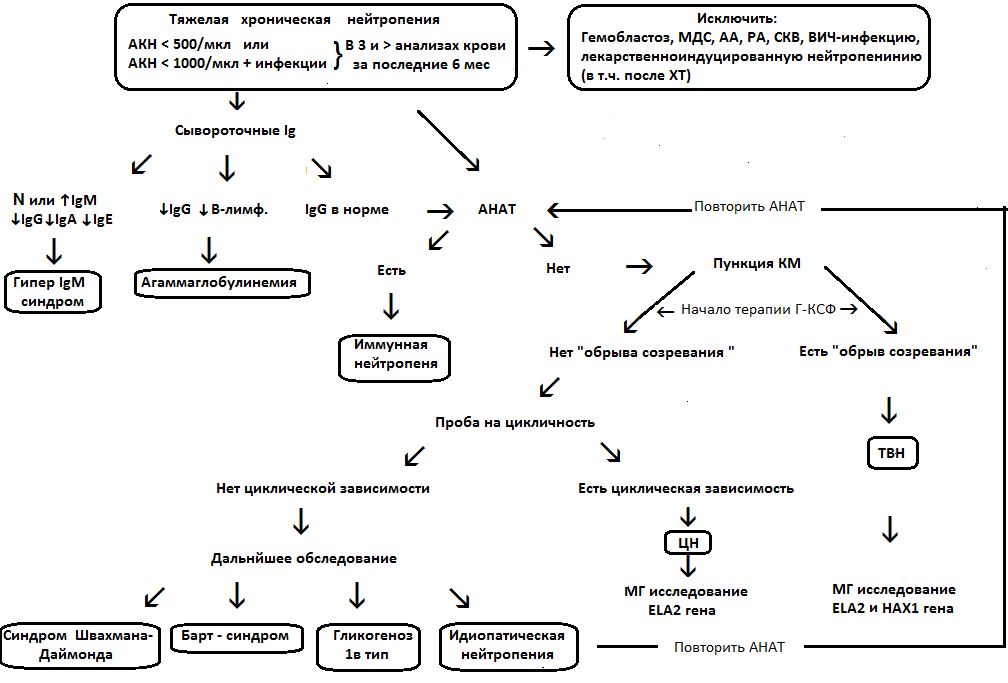 Тяжелая хроническая нейтропения
АКН < 500/мкл или
АКН < 1000/мкл + инфекции
} В 3 и > анализах крови
за последние 6 мес
Исключить:
Гемобластоз, МДС, АА, РА, СКВ, ВИЧ-инфекцию,
лекарственноиндуцированную нейтропенинию
(в т.ч. после ХТ)
Сывороточные Ig
N или ↑IgM
↓IgG↓IgA ↓IgE
↓IgG ↓В-лимф.
IgG в норме
АНАТ
Повторить АНАТ
Гипер IgM
синдром
Агаммаглобулинемия
Есть
Нет
Пункция КМ
Иммунная
нейтропеня
Начало терапии Г-КСФ
Нет "обрыва созревания "
Есть "обрыв созревания"
Проба на цикличность
ТВН
Нет циклической зависимости
Есть циклическая зависимость
ЦН
Дальнйшее обследование
МГ исследование
ELA2 гена
МГ исследование
ELA2 и HAX1 гена
Синдром Швахмана-
Даймонда
Барт - синдром
Гликогеноз
1в тип
Идиопатическая
нейтропения
Повторить АНАТ